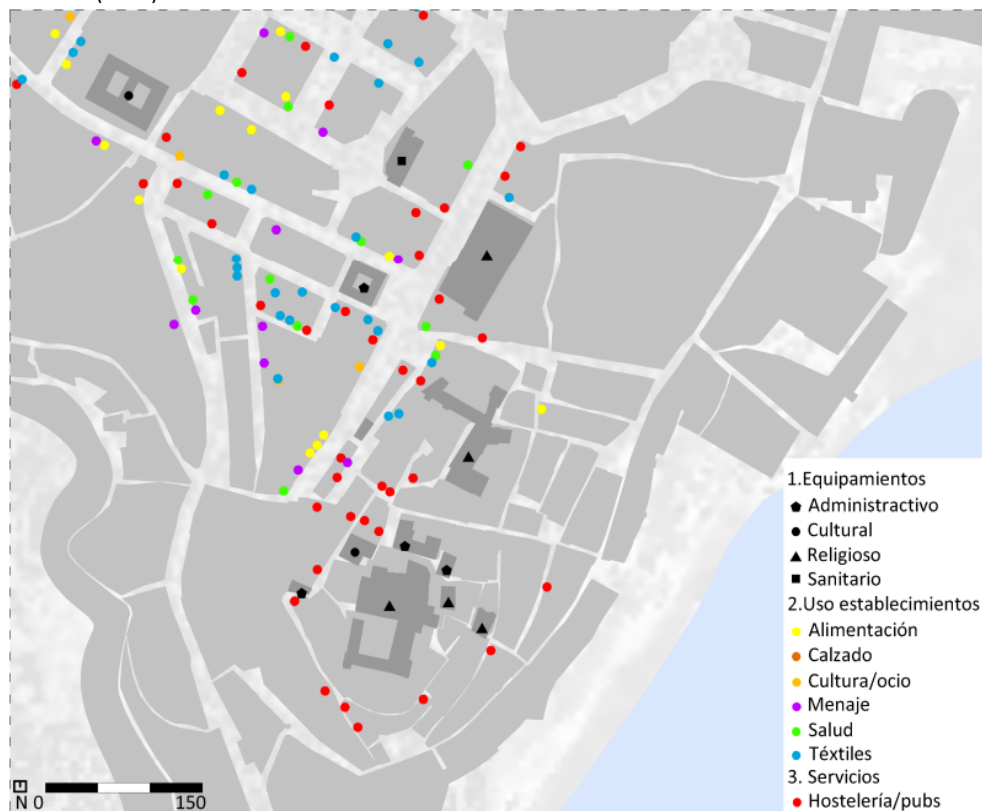 1.Equipamientos
Administractivo
Cultural
Religioso
Sanitario
2.Uso establecimientos
Alimentación
Calzado
Cultura/ocio
Menaje
Salud
Téxtiles
3. Servicios
Hostelería/pubs
N 0 150